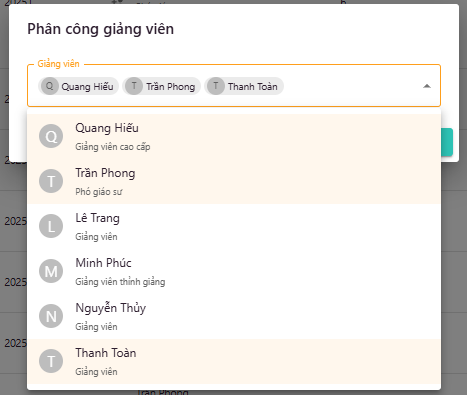 Phân công giảng viên
Giảng viên
Q Quang Hiếu T Trần Phong T Thanh Toàn
Q Quang Hiếu
Giảng viên cao cấp
T Trần Phong
Phó giáo sư
L Lê Trang
Giảng viên
M Minh Phúc
Giảng viên thỉnh giảng
N Nguyễn Thủy
Giảng viên
T Thanh Toàn
Giảng viên
2025
2025
2025
2025
Trần Phong